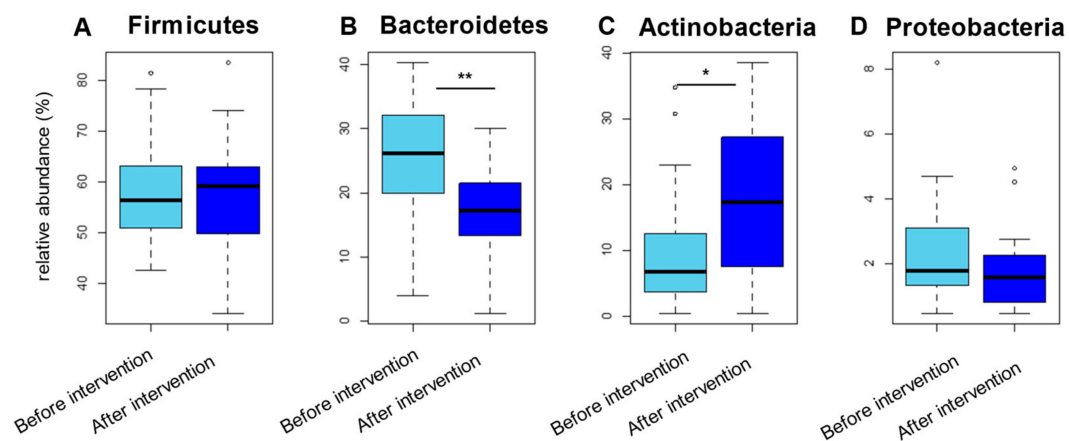 A Firmicutes
B Bacteroidetes
C Actinobacteria
D Proteobacteria
relative abundance (%)
80
70
60
50
40
40
30
20
10
0
**
40
30
20
10
0
*
8
6
4
2
Before intervention
After intervention
Before intervention
After intervention
Before intervention
After intervention
Before intervention
After intervention